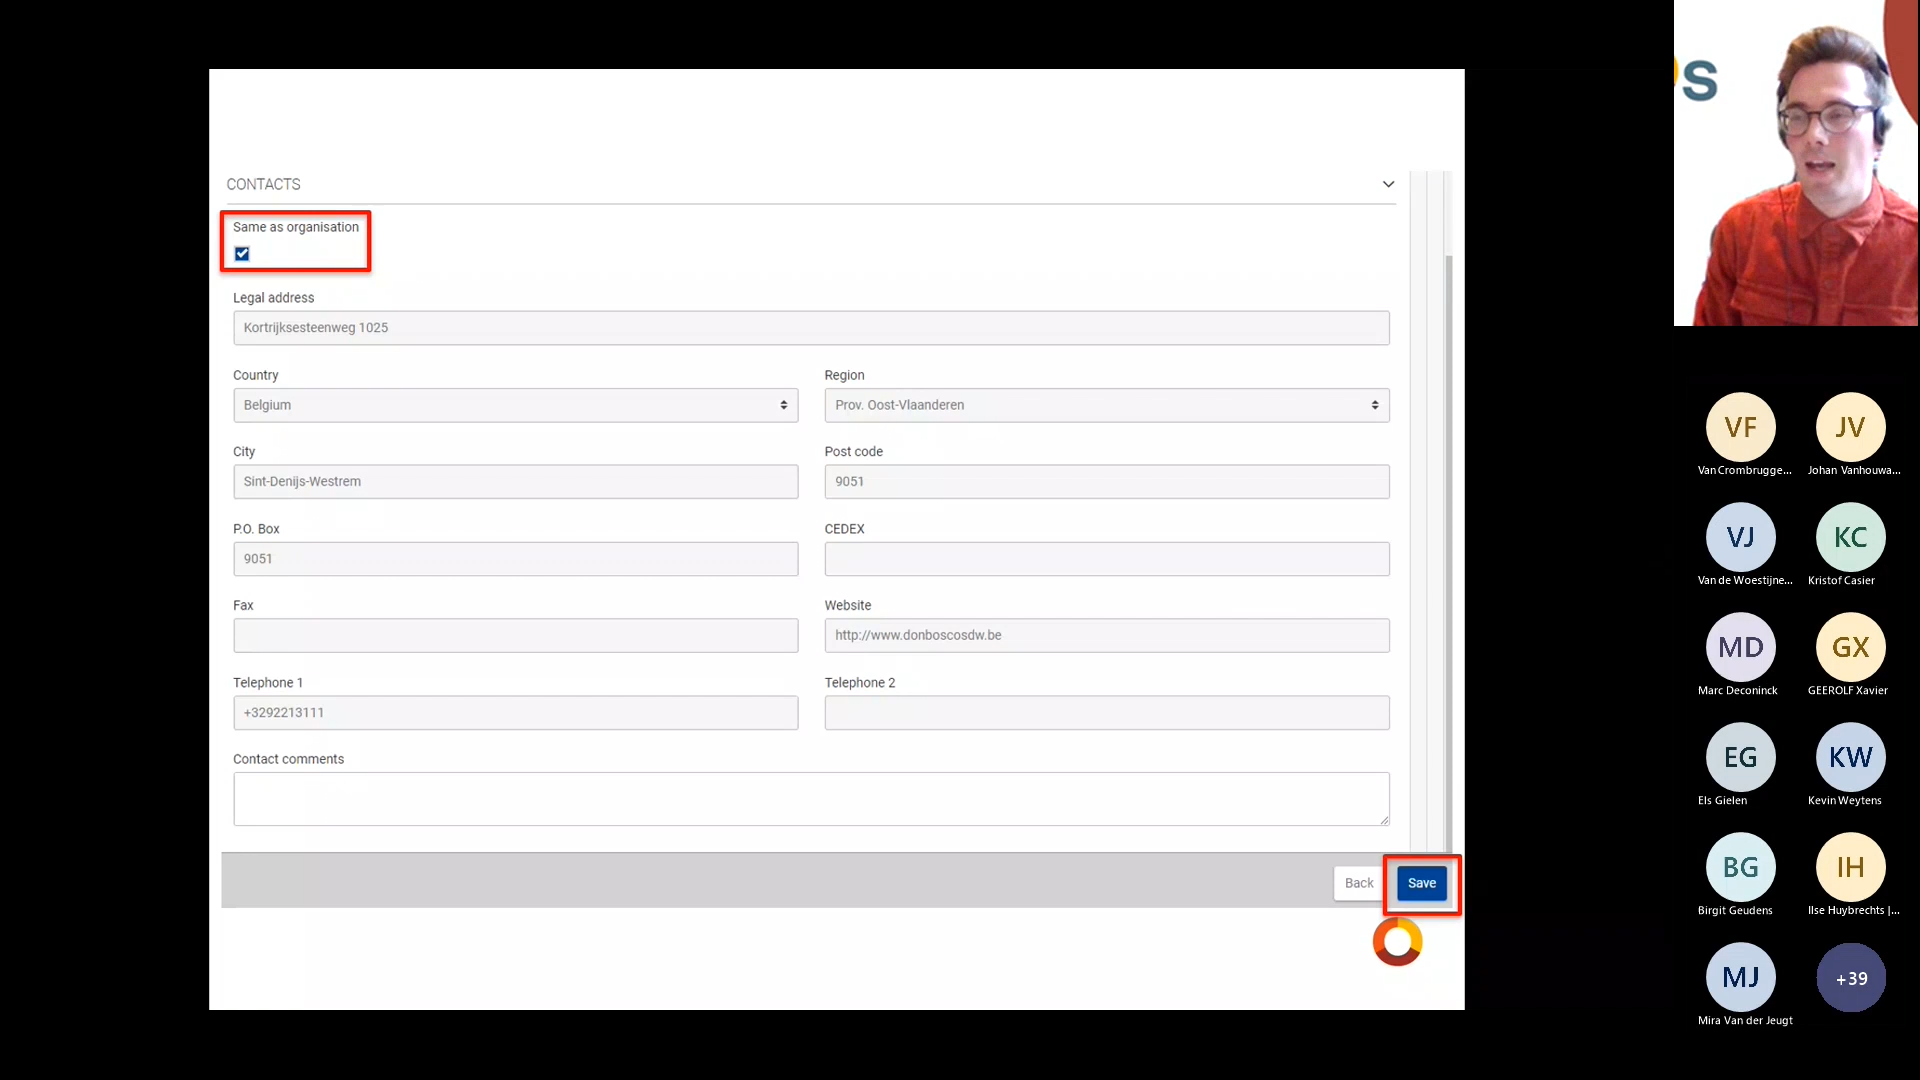 CONTACTS
Same as organisation
Legal address
Kortrijksesteenweg 1025
Country
Region
Belgium
Prov. Oost-Vlaanderen
City
Post code
Sint-Denijs-Westrem
9051
P.O. Box
CEDEX
9051
Fax
Website
http://www.donboscosdw.be
Telephone 1
Telephone 2
+3292213111
Contact comments
Back
Save
s
VF
JV
Van Crombrugge...
Johan Vanhouwa...
VJ
KC
Van de Woestijne...
Kristof Casier
MD
GX
Marc Deconinck
GEEROLF Xavier
EG
KW
Els Gielen
Kevin Weytens
BG
IH
Birgit Geudens
Ilse Huybrechts |...
MJ
+39
Mira Van der Jeugt